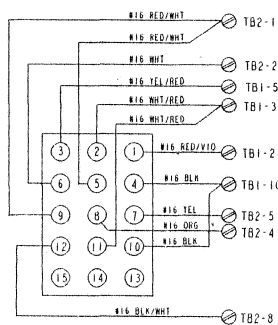 #16 RED/WHT
TB2-1
#16 RED/WHT
#16 WHT
TB2-2
#16 YEL/RED
TB1-5
#16 WHT/RED
TB1-3
#16 WHT/RED
3 2 1
#16 RED/VIO
TB1-2
6 5 4
#16 BLK
TB1-10
9 8 7
#16 YEL
TB2-5
#16 ORG
TB2-4
12 11 10
#16 BLK
15 14 13
#16 BLK/WHT
TB2-8